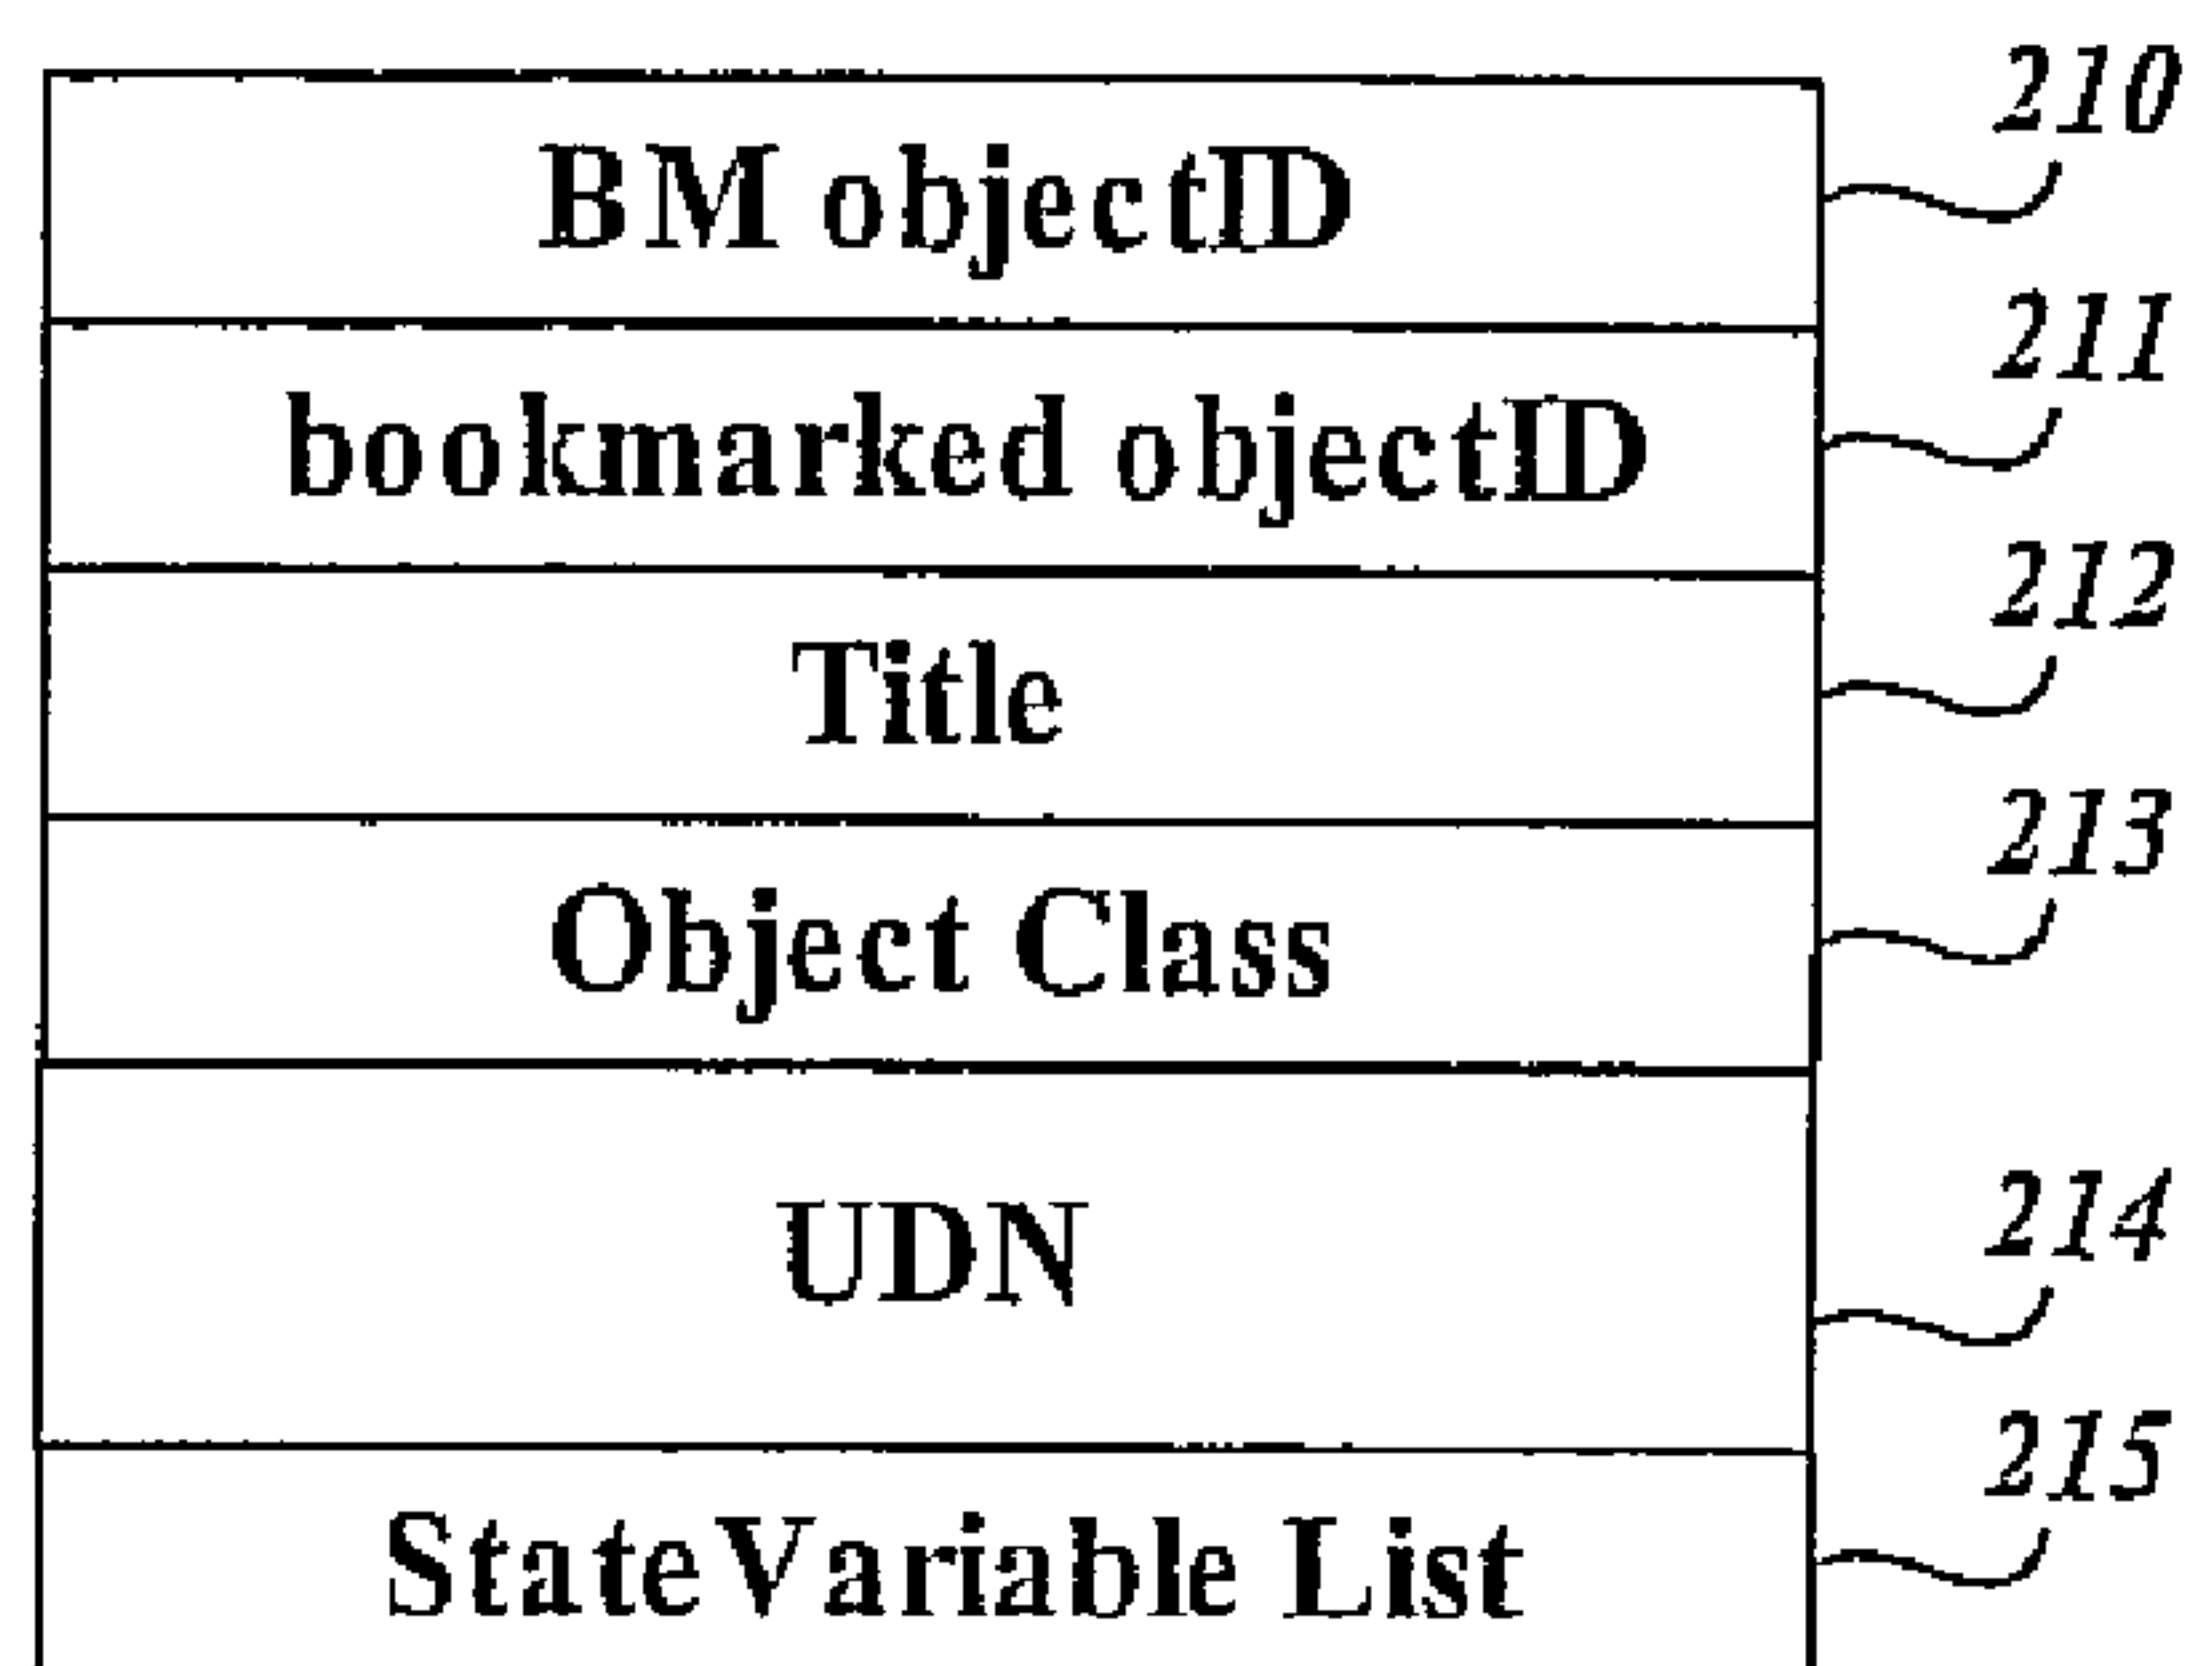 210
BM objectID
211
bookmarked objectID
212
Title
213
Object Class
214
UDN
215
StateVariable List